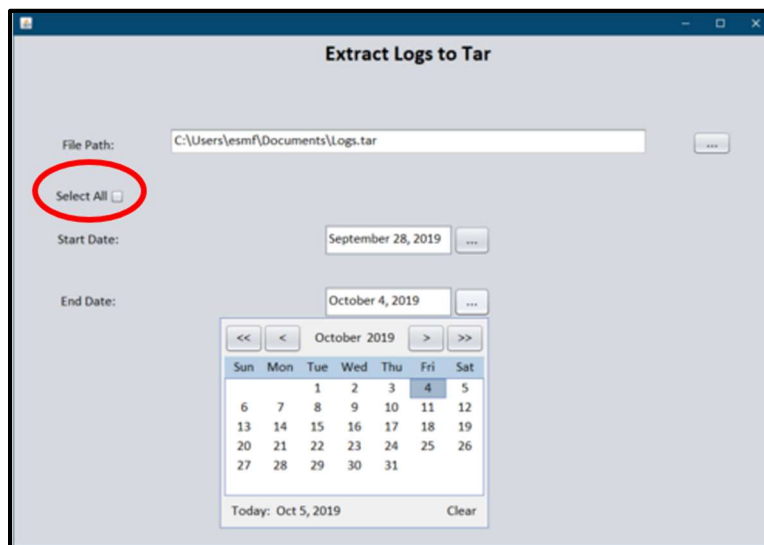 Extract Logs to Tar
File Path: C:\Users\esmf\Documents\Logs.tar ...
Select All
Start Date: September 28, 2019 ...
End Date: October 4, 2019 ...
<< < October 2019 > >>
Sun Mon Tue Wed Thu Fri Sat
1 2 3 4 5
6 7 8 9 10 11 12
13 14 15 16 17 18 19
20 21 22 23 24 25 26
27 28 29 30 31
Today: Oct 5, 2019 Clear